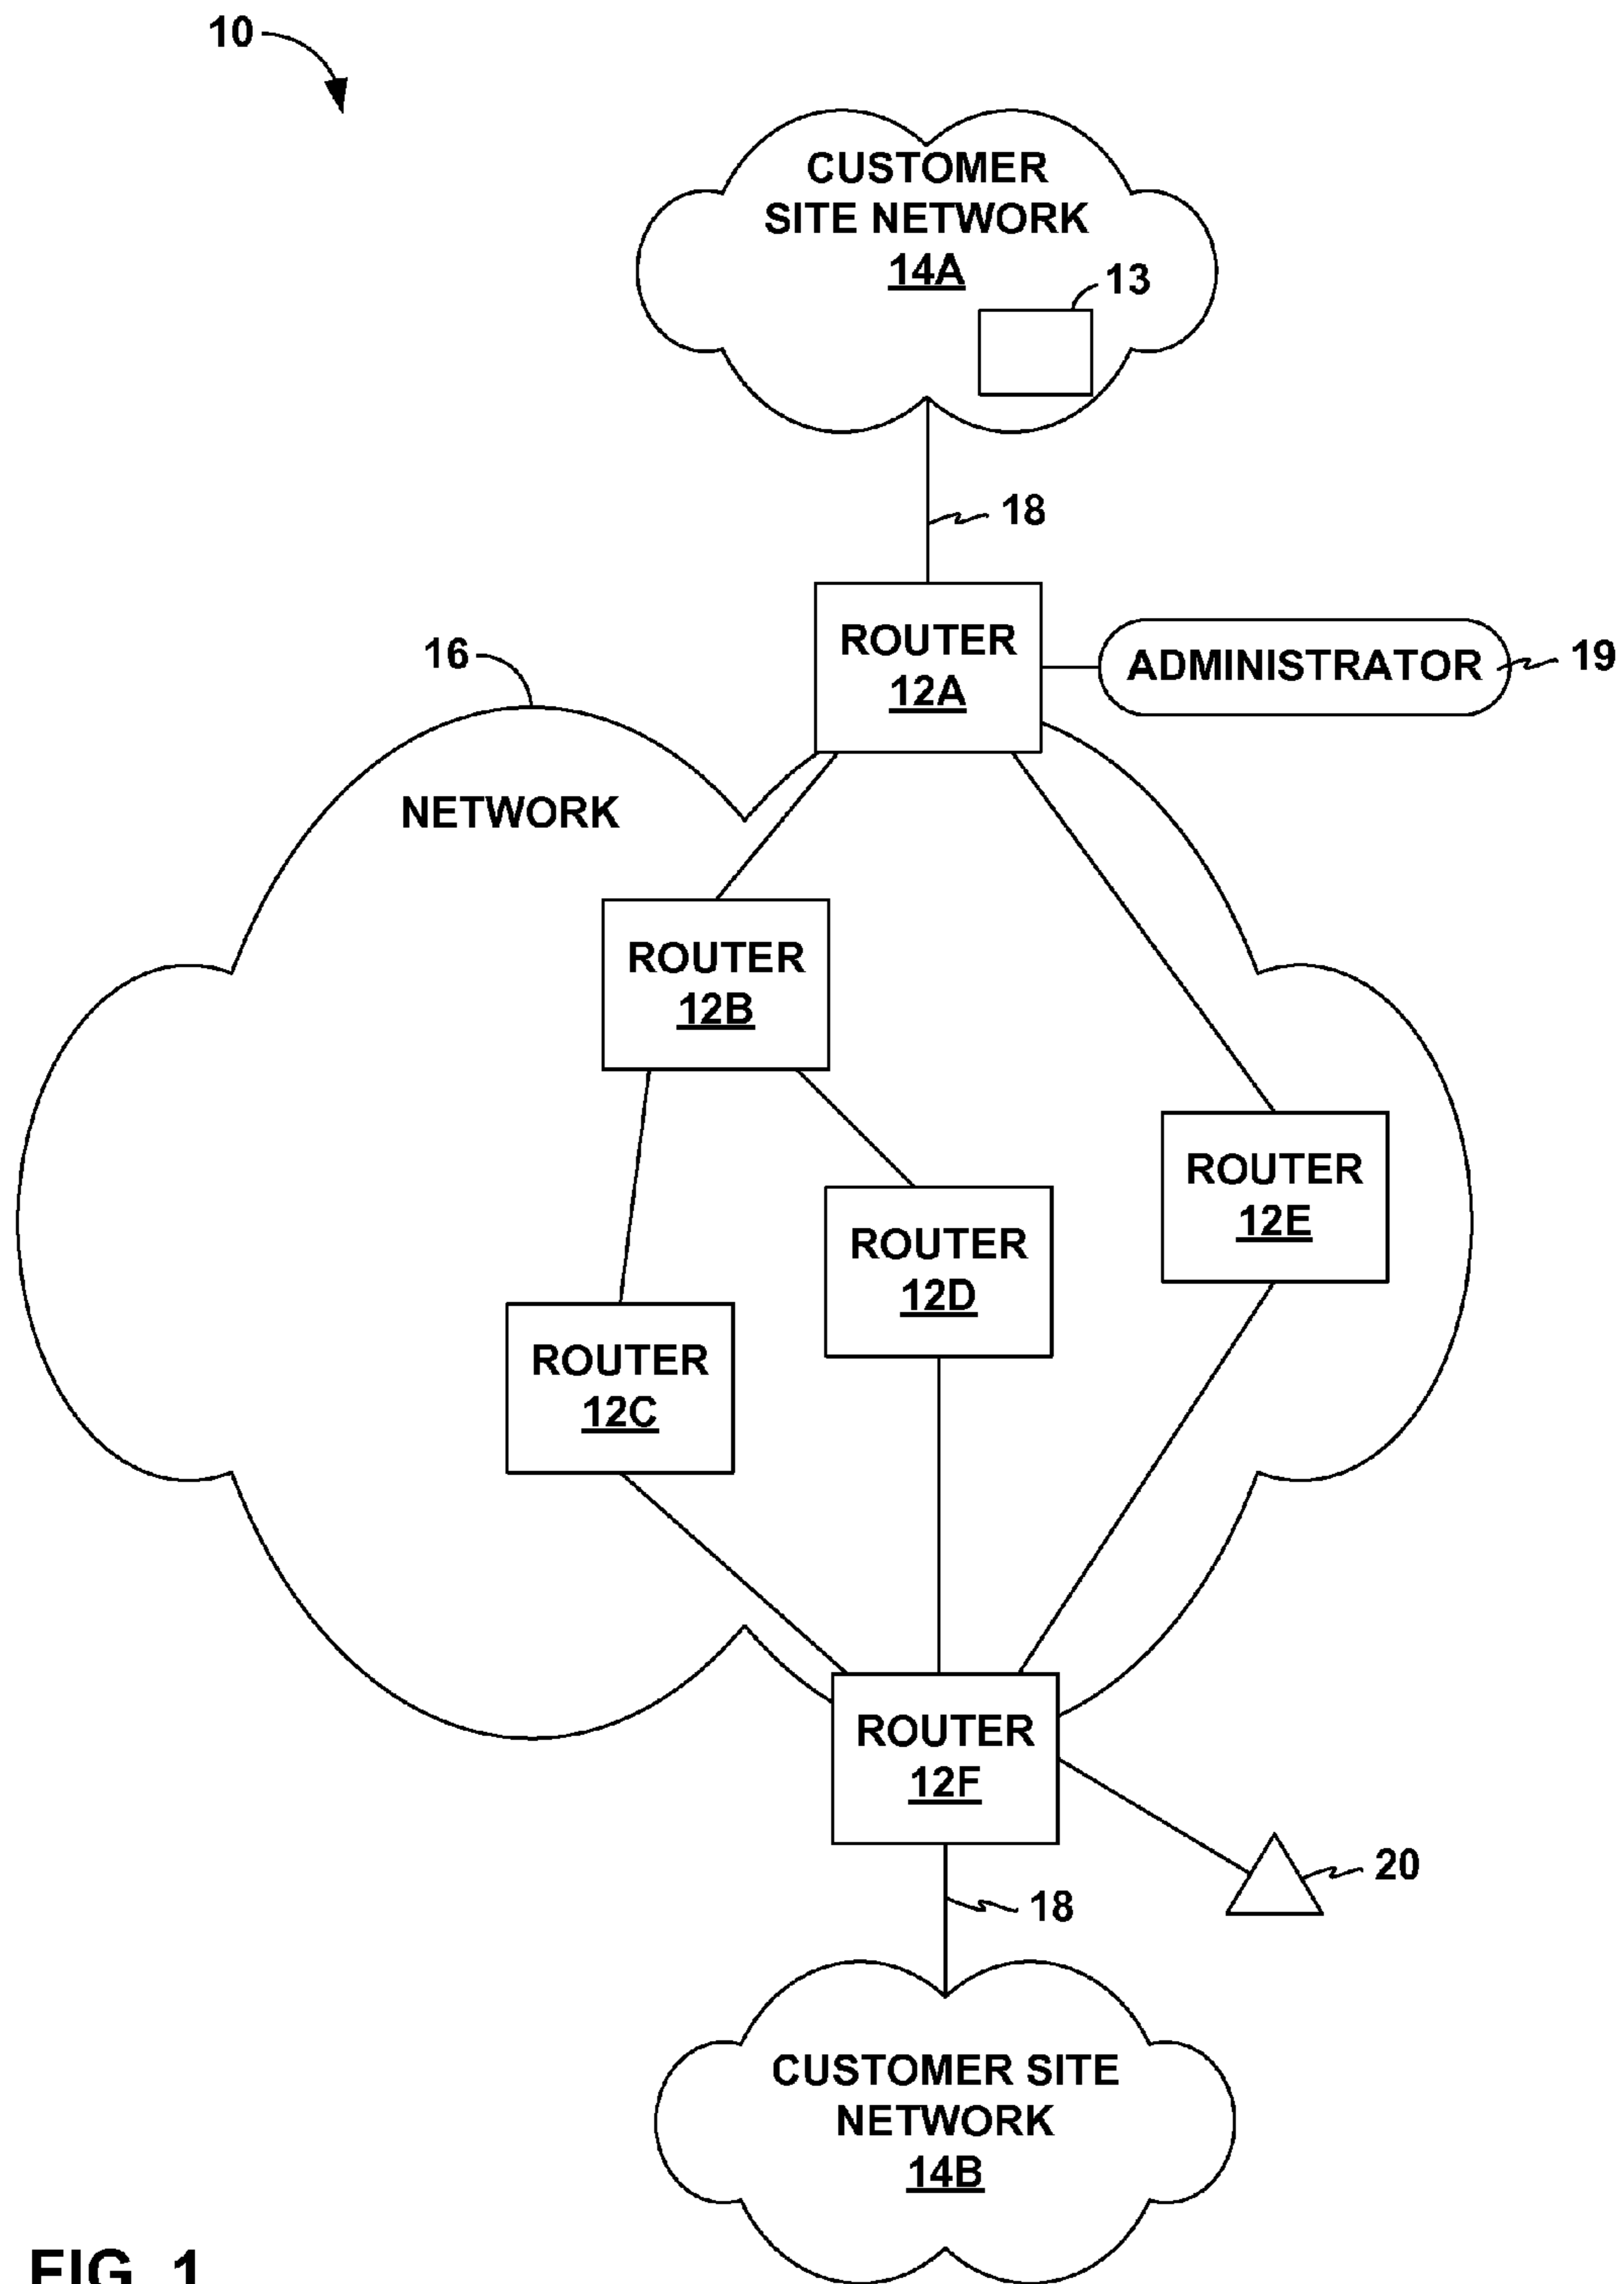 10
CUSTOMER
SITE NETWORK
14A
13
18
ROUTER
12A
ADMINISTRATOR
19
16
NETWORK
ROUTER
12B
ROUTER
12E
ROUTER
12D
ROUTER
12C
ROUTER
12F
20
18
CUSTOMER SITE
NETWORK
14B
FIG. 1